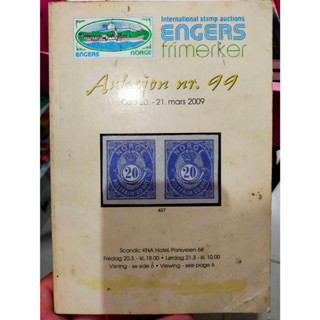 International stamp auctions
ENGERS
frimerker
ENGERS NORGE
Auksjon nr. 99
Oslo 20. - 21. mars 2009
NORGE NORGE
20 20
407
Scandic KNA Hotel, Parkveien 68
Fredag 20.3. - kl. 18.00 • Lørdag 21.3 - kl. 10.00
Visning - se side 6 • Viewing - see page 6